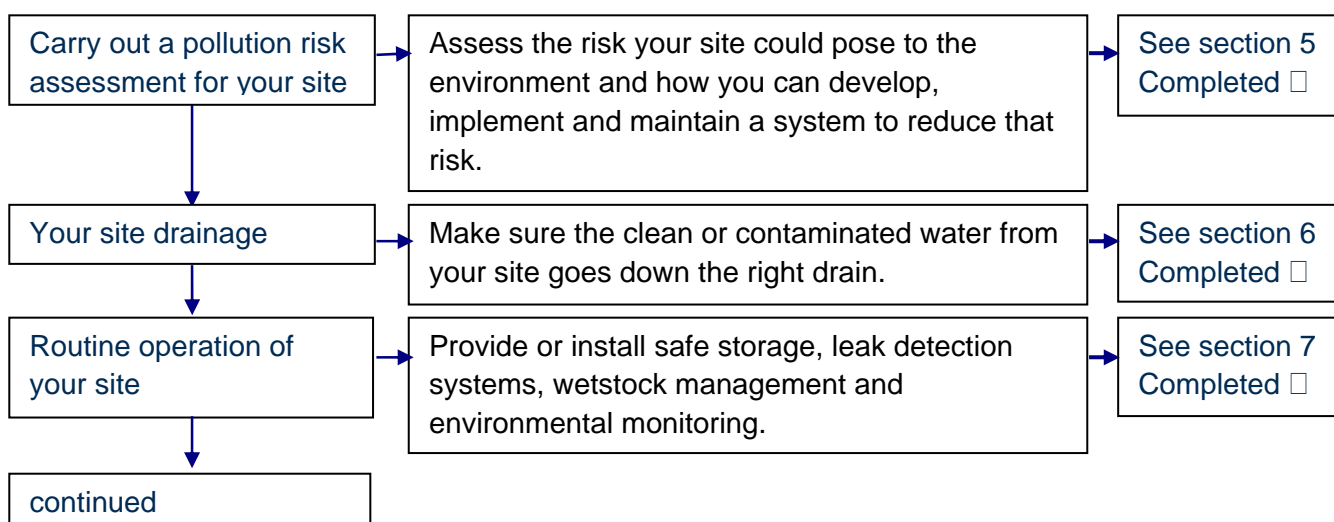 Carry out a pollution risk
assessment for your site
Assess the risk your site could pose to the
environment and how you can develop,
implement and maintain a system to reduce that
risk.
See section 5
Completed □
Your site drainage
Make sure the clean or contaminated water from
your site goes down the right drain.
See section 6
Completed □
Routine operation of
your site
Provide or install safe storage, leak detection
systems, wetstock management and
environmental monitoring.
See section 7
Completed □
continued